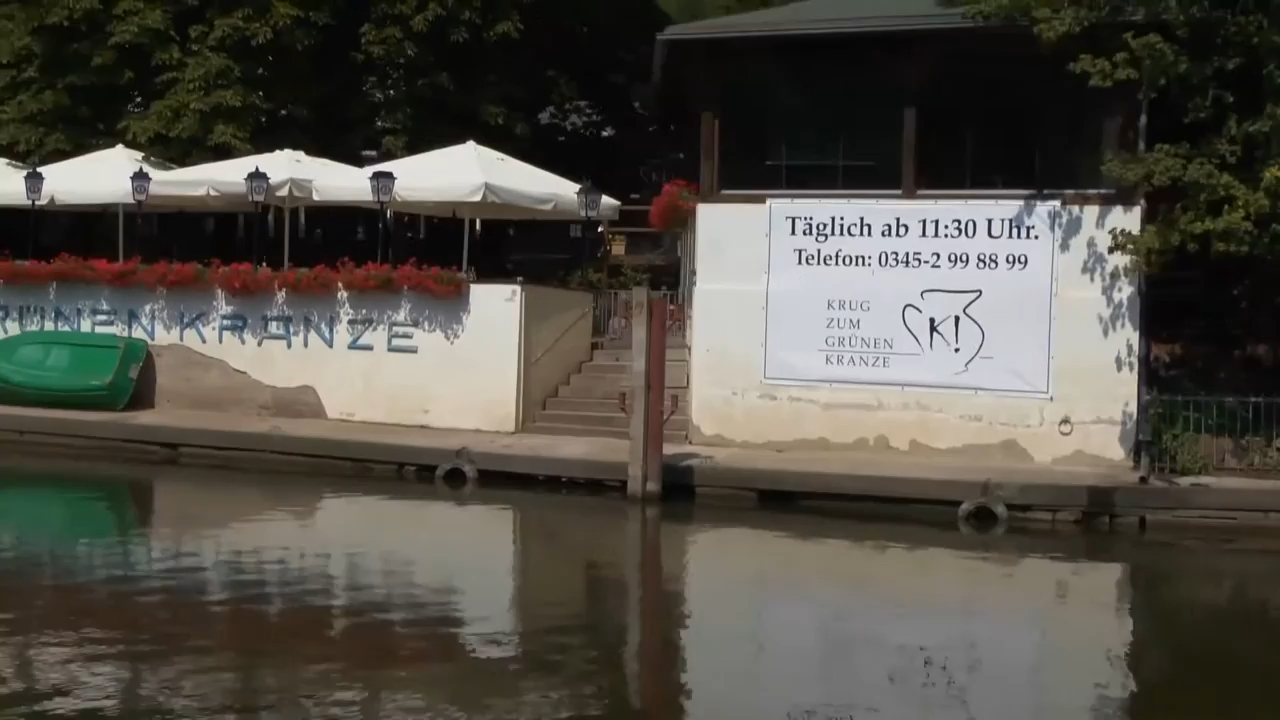 RÜNEN KRANZE
Täglich ab 11:30 Uhr.
Telefon: 0345-2 99 88 99
KRUG
ZUM
GRÜNEN
KRANZE
K!